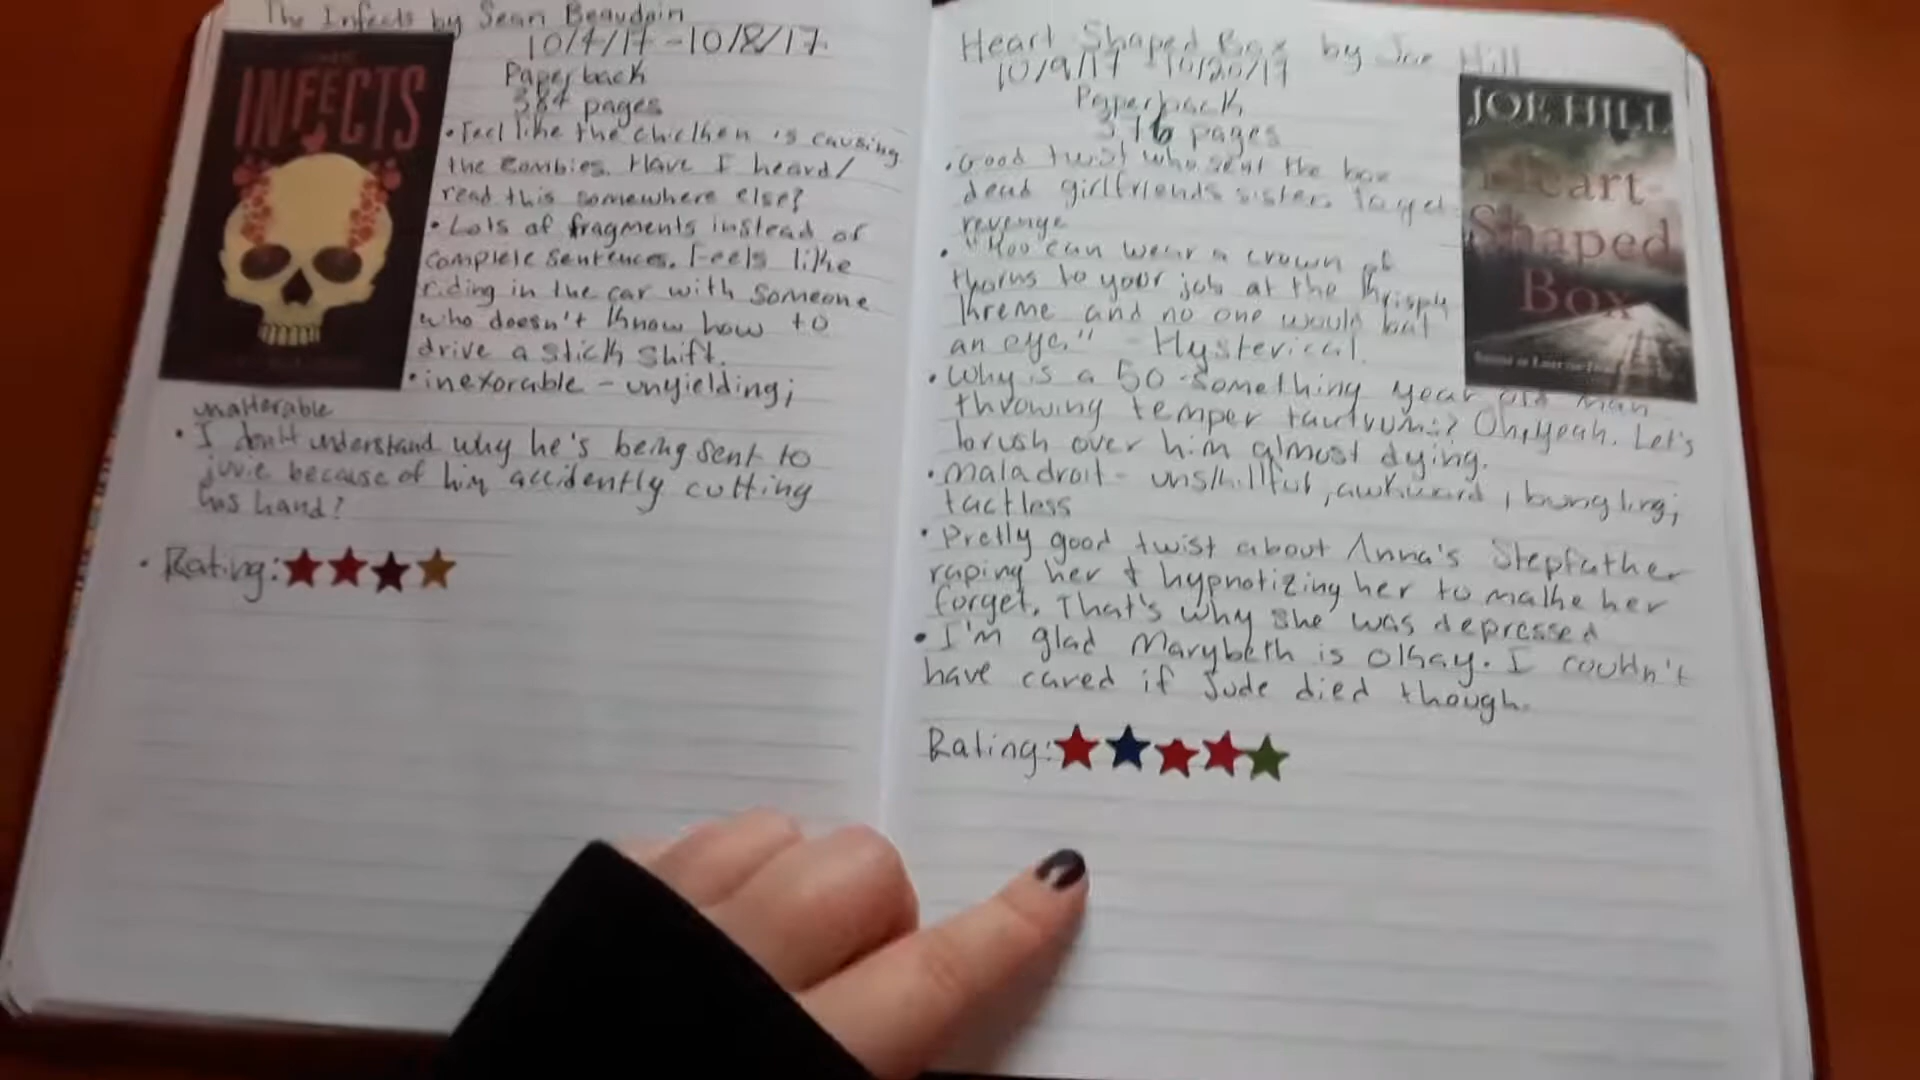 The Infects by Sean Beaudoin
10/4/17 - 10/8/17
Paperback
384 pages
INFECTS
• Feel like the chicken is causing
the zombies. Have I heard/
read this somewhere else?
• Lots of fragments instead of
complete sentences. Feels like
riding in the car with someone
who doesn't know how to
drive a stick shift.
• inexorable - unyielding;
unalterable
• I don't understand why he's being sent to
juvie because of him accidently cutting
his hand?
• Rating:
Heart Shaped Box by Joe Hill
10/9/17 10/20/17
Paperback
376 pages
JOE HILL
Heart-
Shaped
Box
• Good twist who sent the box
dead girlfriends sister. To get
revenge
• "Moo can wear a crown of
thorns to your job at the Krispy
Kreme and no one would bat
an eye." - Hysterical.
• Why is a 50-something year old man
throwing temper tantrums? Oh, yeah. Let's
brush over him almost dying.
• maladroit - unskillful, awkward, bungling;
tactless
• Pretly good twist about Anna's Stepfather
raping her & hypnotizing her to make her
forget. That's why she was depressed
• I'm glad Marybeth is okay. I couldn't
have cared if Jude died though.
Rating: